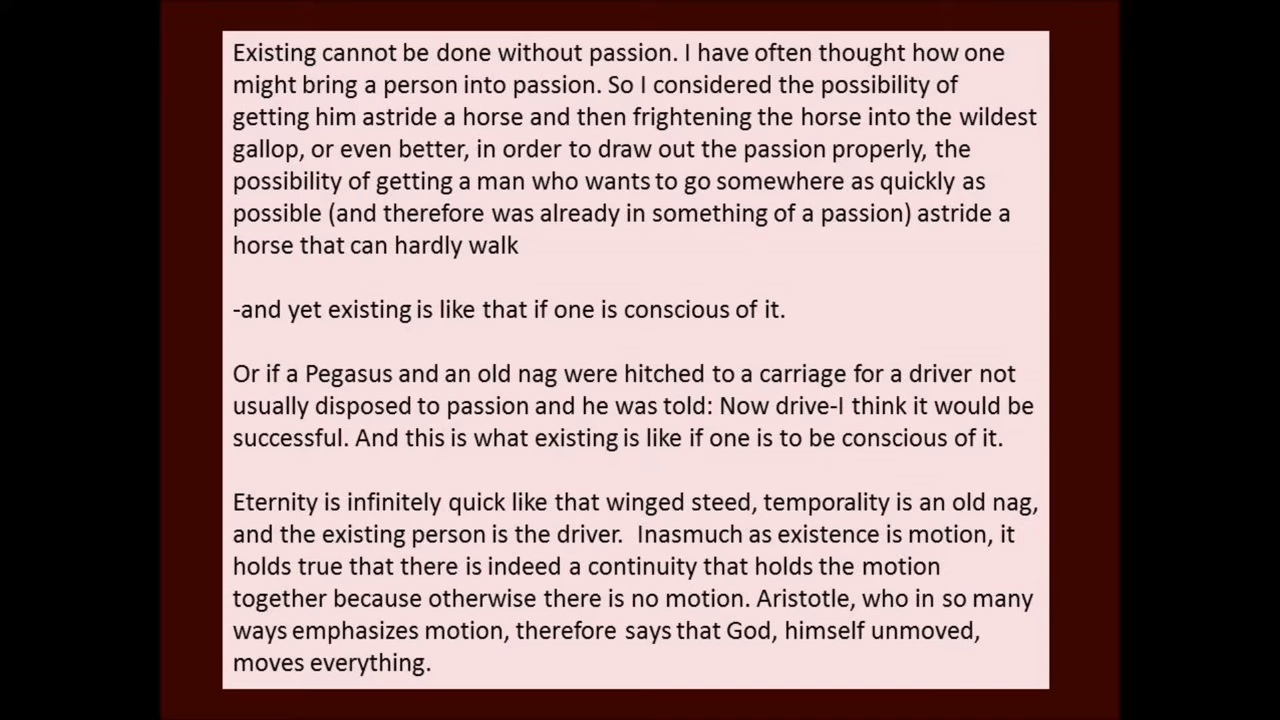 Existing cannot be done without passion. I have often thought how one
might bring a person into passion. So I considered the possibility of
getting him astride a horse and then frightening the horse into the wildest
gallop, or even better, in order to draw out the passion properly, the
possibility of getting a man who wants to go somewhere as quickly as
possible (and therefore was already in something of a passion) astride a
horse that can hardly walk
-and yet existing is like that if one is conscious of it.
Or if a Pegasus and an old nag were hitched to a carriage for a driver not
usually disposed to passion and he was told: Now drive-I think it would be
successful. And this is what existing is like if one is to be conscious of it.
Eternity is infinitely quick like that winged steed, temporality is an old nag,
and the existing person is the driver.  Inasmuch as existence is motion, it
holds true that there is indeed a continuity that holds the motion
together because otherwise there is no motion. Aristotle, who in so many
ways emphasizes motion, therefore says that God, himself unmoved,
moves everything.